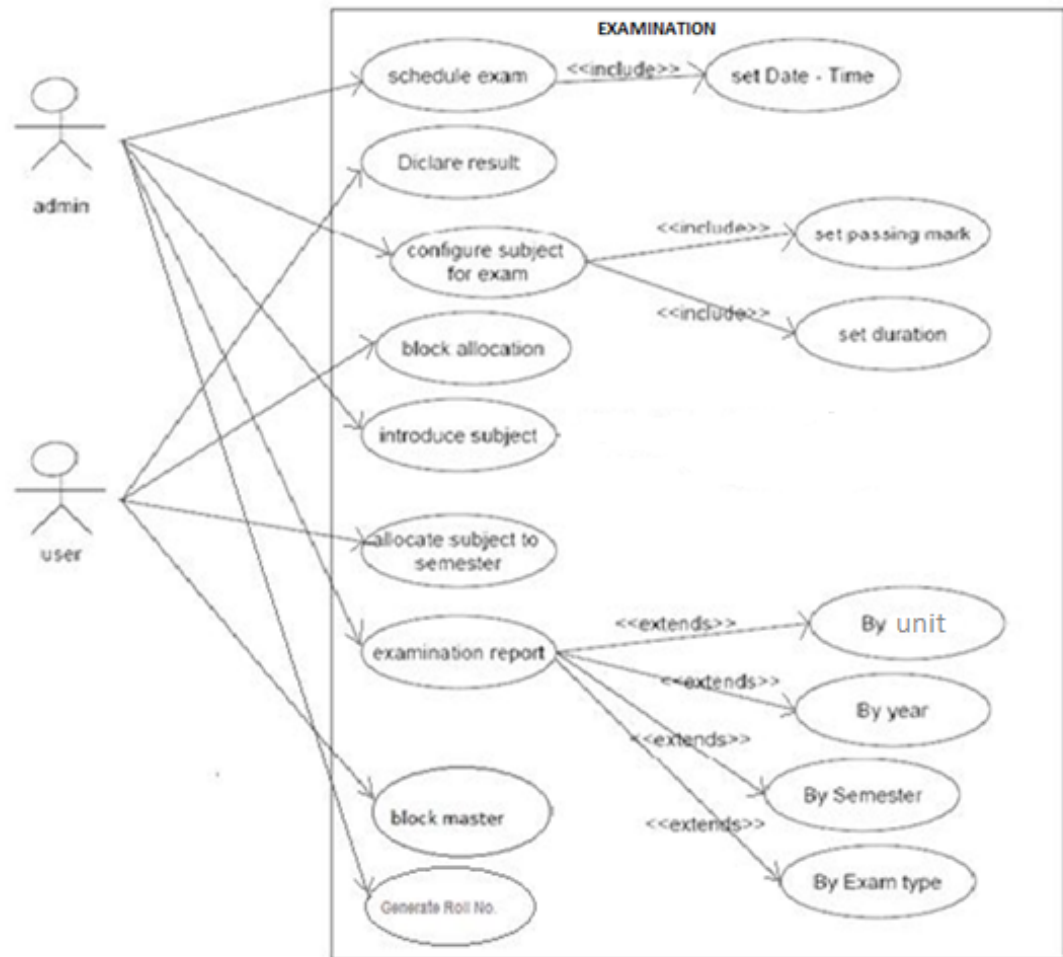 EXAMINATION
schedule exam
<<include>>
set Date - Time
admin
Diclare result
configure subject
for exam
<<include>>
set passing mark
<<include>>
set duration
block allocation
introduce subject
user
allocate subject to
semester
examination report
<<extends>>
By unit
<<extends>>
By year
<<extends>>
By Semester
<<extends>>
By Exam type
block master
Generate Roll No.